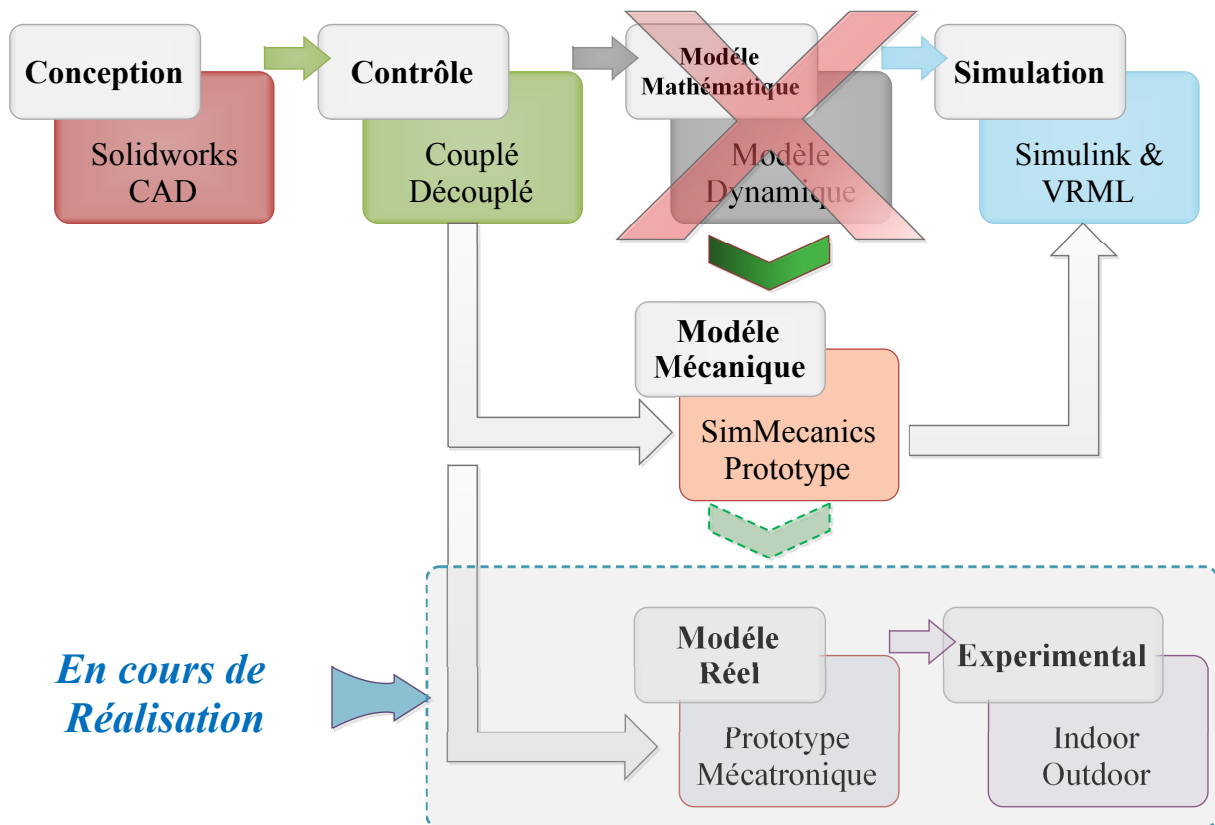 Conception
Solidworks
CAD
Contrôle
Couplé
Découplé
Modéle
Mathématique
Modèle
Dynamique
Simulation
Simulink &
VRML
Modéle
Mécanique
SimMecanics
Prototype
En cours de
Réalisation
Modéle
Réel
Prototype
Mécatronique
Experimental
Indoor
Outdoor